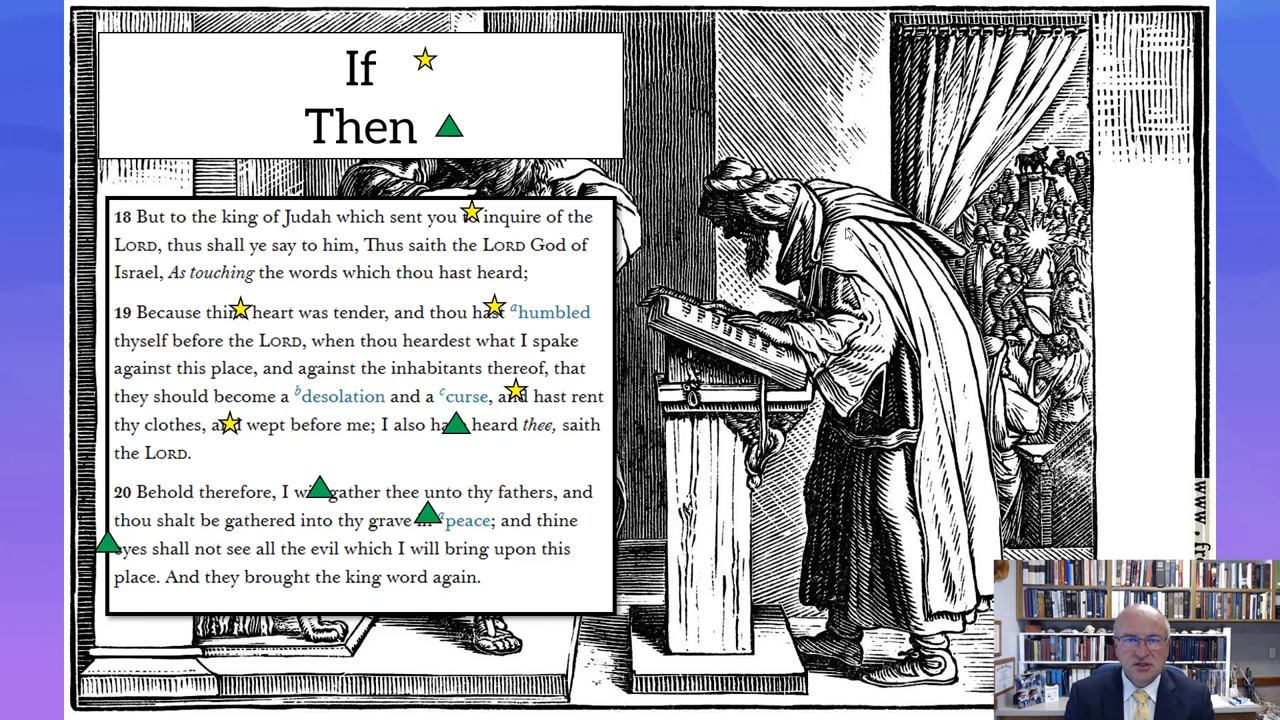 If
Then
18 But to the king of Judah which sent you to inquire of the
LORD, thus shall ye say to him, Thus saith the LORD God of
Israel, As touching the words which thou hast heard;
19 Because thine heart was tender, and thou hast a humbled
thyself before the LORD, when thou heardest what I spake
against this place, and against the inhabitants thereof, that
they should become a b desolation and a c curse, and hast rent
thy clothes, and wept before me; I also have heard thee, saith
the LORD.
20 Behold therefore, I will gather thee unto thy fathers, and
thou shalt be gathered into thy grave in a peace; and thine
eyes shall not see all the evil which I will bring upon this
place. And they brought the king word again.